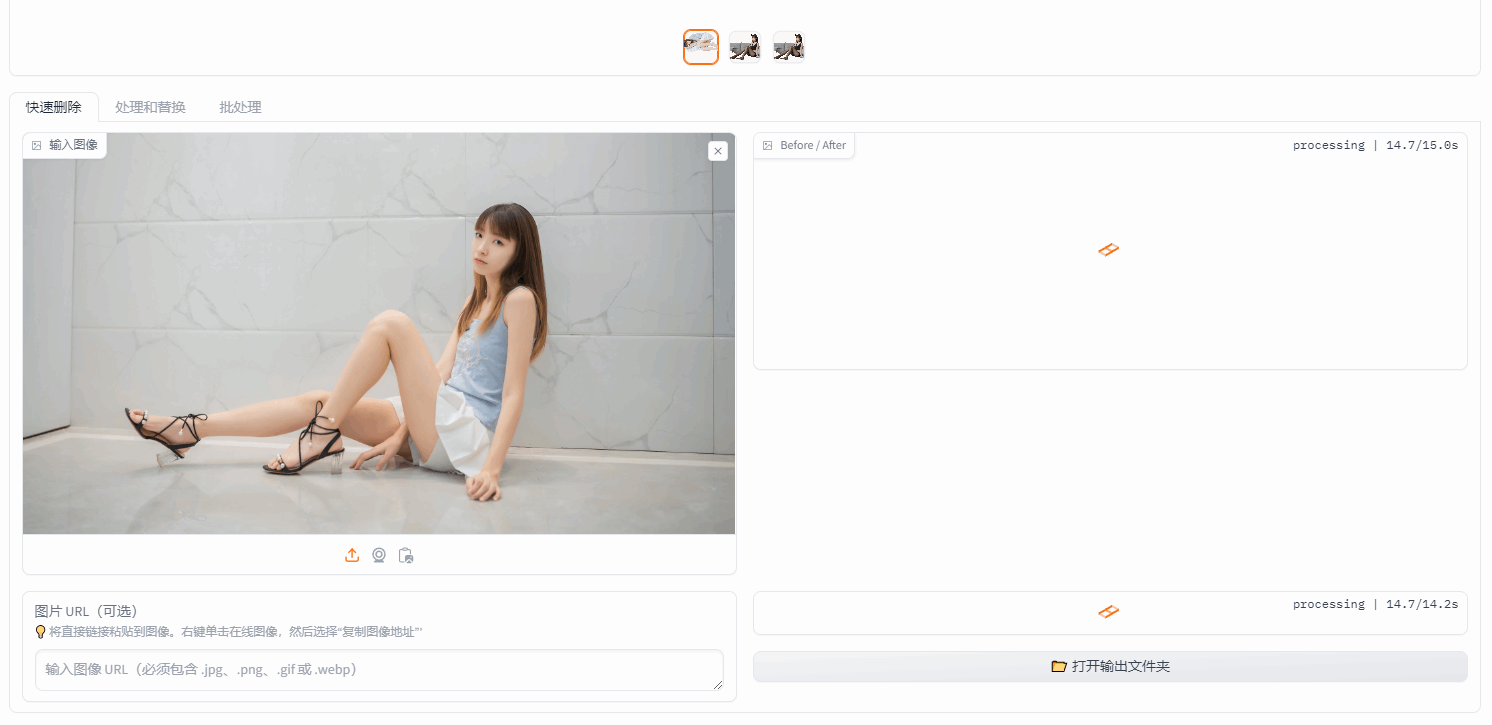 快速删除
处理和替换
批处理
输入图像
Before / After
processing | 14.7/15.0s
图片 URL（可选）
💡将直接链接粘贴到图像。右键单击在线图像，然后选择“复制图像地址”'
输入图像 URL（必须包含 .jpg、.png、.gif 或 .webp）
processing | 14.7/14.2s
📂 打开输出文件夹